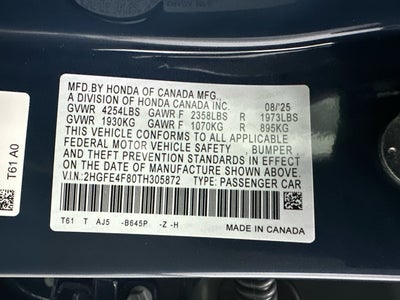 MFD.BY HONDA OF CANADA MFG.,
A DIVISION OF HONDA CANADA INC. 08/'25
GVWR 4254LBS GAWR F 2358LBS R 1973LBS
GVWR 1930KG GAWR F 1070KG R 895KG
THIS VEHICLE CONFORMS TO ALL APPLICABLE
FEDERAL MOTOR VEHICLE SAFETY BUMPER
AND THEFT PREVENTION STANDARDS IN EFFECT
ON THE DATE OF MANUFACTURE SHOWN ABOVE.
V.I.N.: 2HGFE4F80TH305872 TYPE: PASSENGER CAR
T61 T AJ5 -B645P -Z -H
MADE IN CANADA
T61 A0